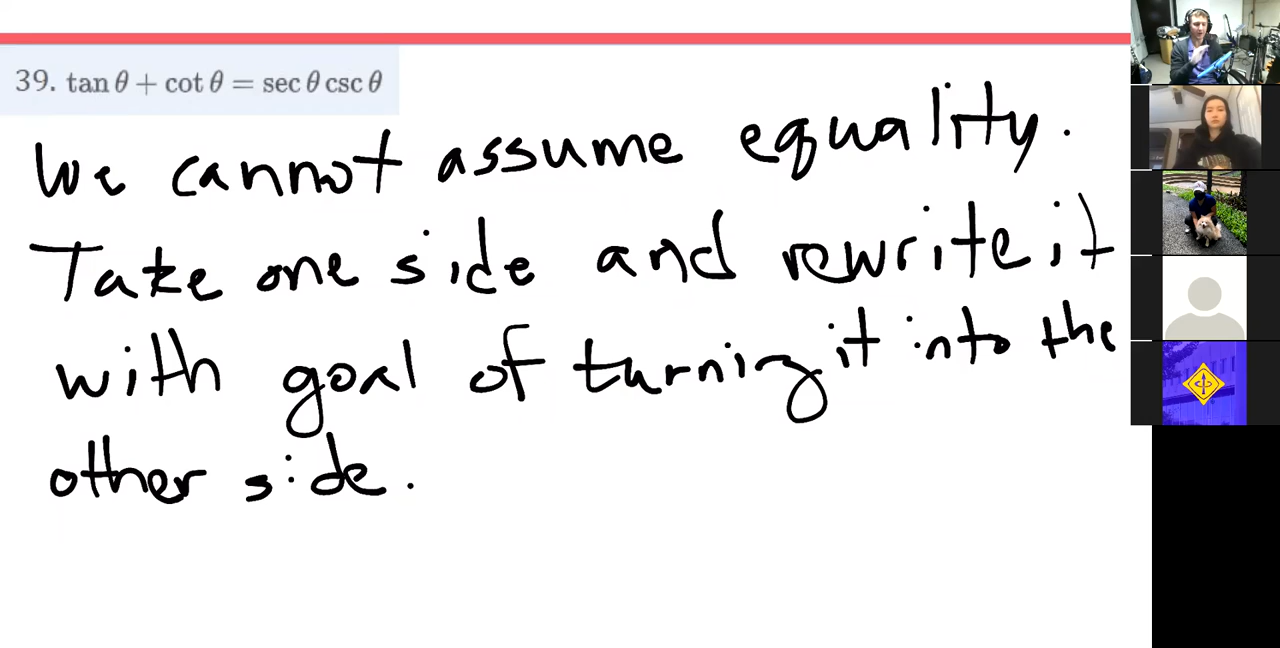 39. tan θ + cot θ = sec θ csc θ
We cannot assume equality.
Take one side and rewrite it
with goal of turning it into the
other side.